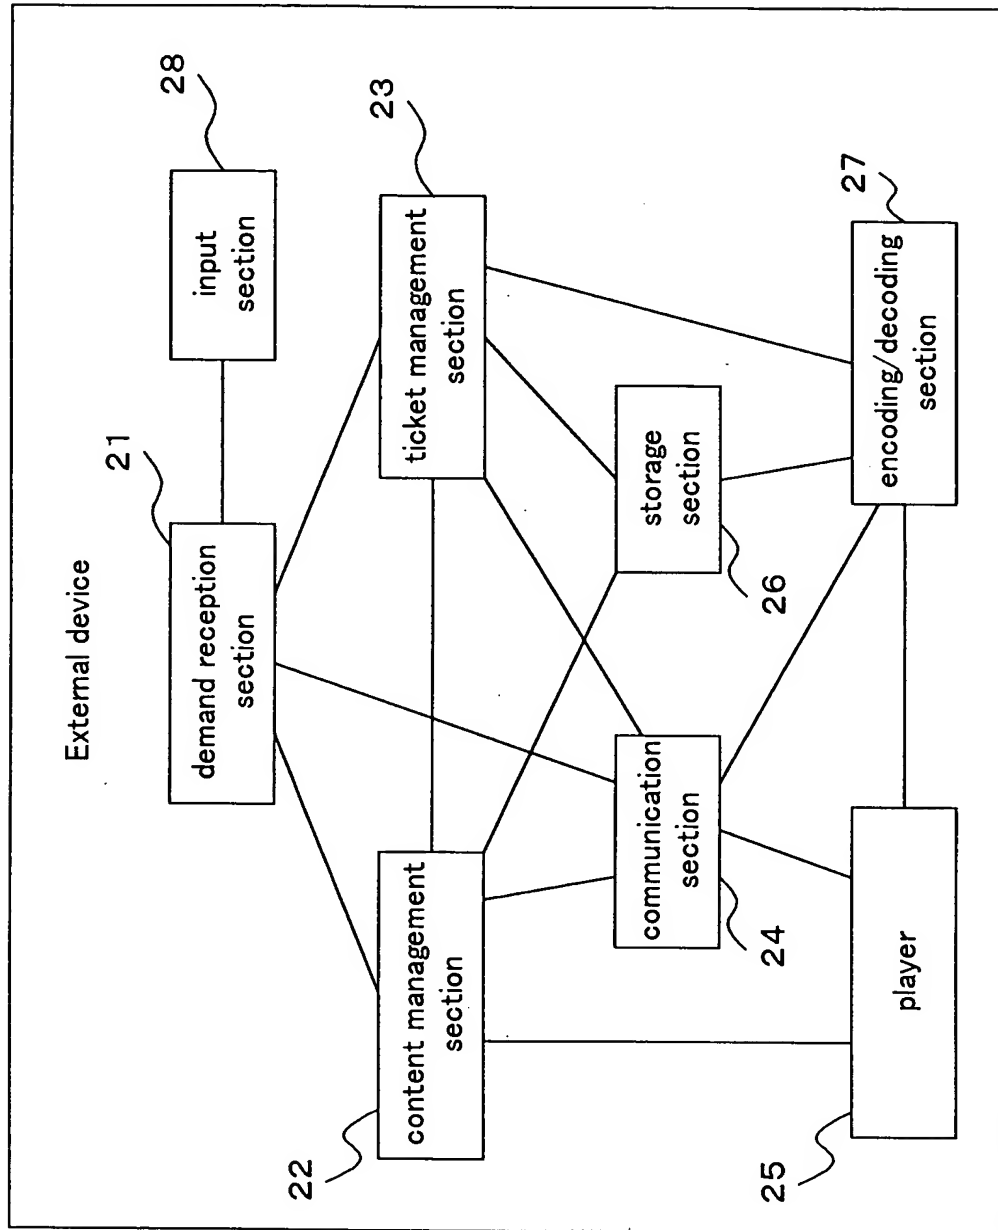 External device
21
demand reception
section
28
input
section
22
content management
section
23
ticket management
section
communication
section
24
storage
section
26
25
player
27
encoding/decoding
section